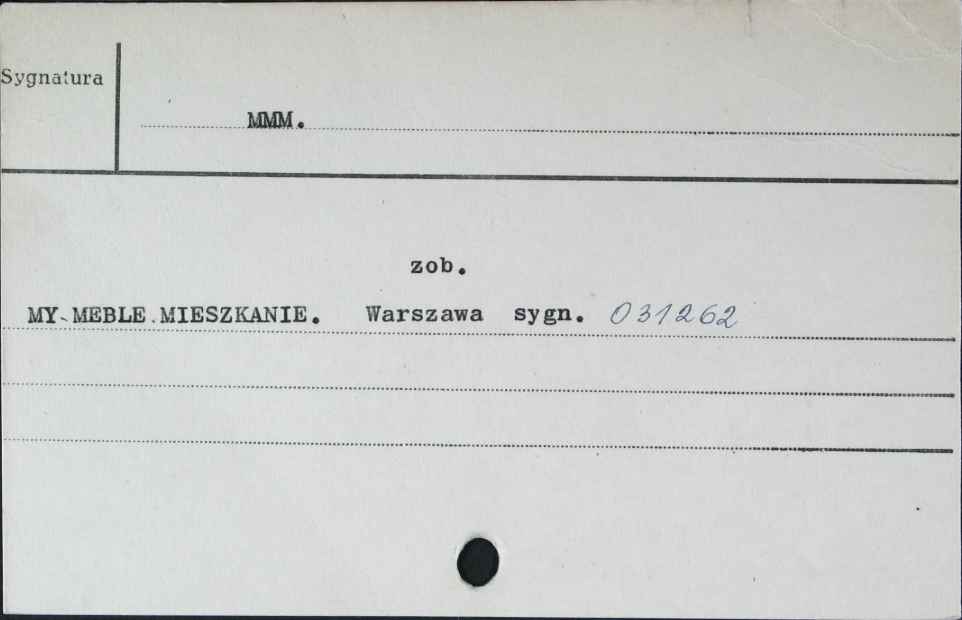 Sygnatura
MMM.
zob.
MY-MEBLE.MIESZKANIE. Warszawa sygn. 031262